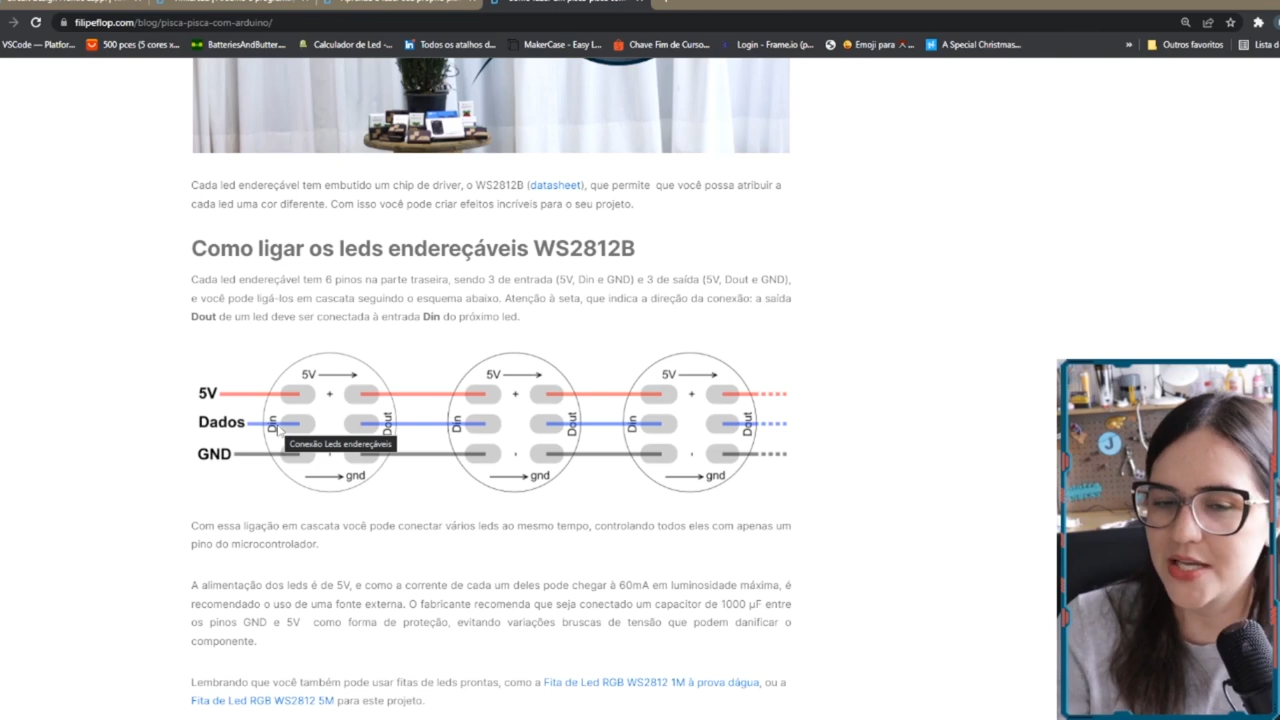 filipeflop.com/blog/pisca-pisca-com-arduino/
VSCode — Platfor...
500 pces (5 cores x...
BatteriesAndButter...
Calculador de Led -...
Todos os atalhos d...
MakerCase - Easy L...
Chave Fim de Curso...
Login - Frame.io (p...
Emoji para
A Special Christmas...
»
Outros favoritos
Lista d
Cada led endereçável tem embutido um chip de driver, o WS2812B (datasheet), que permite que você possa atribuir a
cada led uma cor diferente. Com isso você pode criar efeitos incríveis para o seu projeto.
Como ligar os leds endereçáveis WS2812B
Cada led endereçável tem 6 pinos na parte traseira, sendo 3 de entrada (5V, Din e GND) e 3 de saída (5V, Dout e GND),
e você pode ligá-los em cascata seguindo o esquema abaixo. Atenção à seta, que indica a direção da conexão: a saída
Dout de um led deve ser conectada à entrada Din do próximo led.
5V 5V 5V
5V + + +
Dados Din Dout Din Dout Din Dout
Conexão Leds endereçáveis
GND - - -
gnd gnd gnd
Com essa ligação em cascata você pode conectar vários leds ao mesmo tempo, controlando todos eles com apenas um
pino do microcontrolador.
A alimentação dos leds é de 5V, e como a corrente de cada um deles pode chegar à 60mA em luminosidade máxima, é
recomendado o uso de uma fonte externa. O fabricante recomenda que seja conectado um capacitor de 1000 µF entre
os pinos GND e 5V como forma de proteção, evitando variações bruscas de tensão que podem danificar o
componente.
Lembrando que você também pode usar fitas de leds prontas, como a Fita de Led RGB WS2812 1M à prova dágua, ou a
Fita de Led RGB WS2812 5M para este projeto.